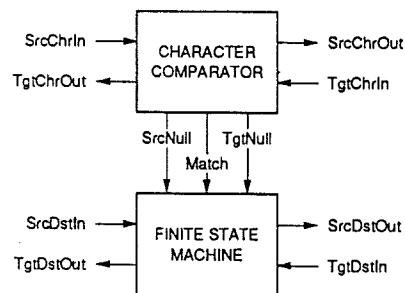 SrcChrIn
CHARACTER
COMPARATOR
SrcChrOut
TgtChrOut
TgtChrIn
SrcNull
TgtNull
Match
SrcDstIn
FINITE STATE
MACHINE
SrcDstOut
TgtDstOut
TgtDstIn